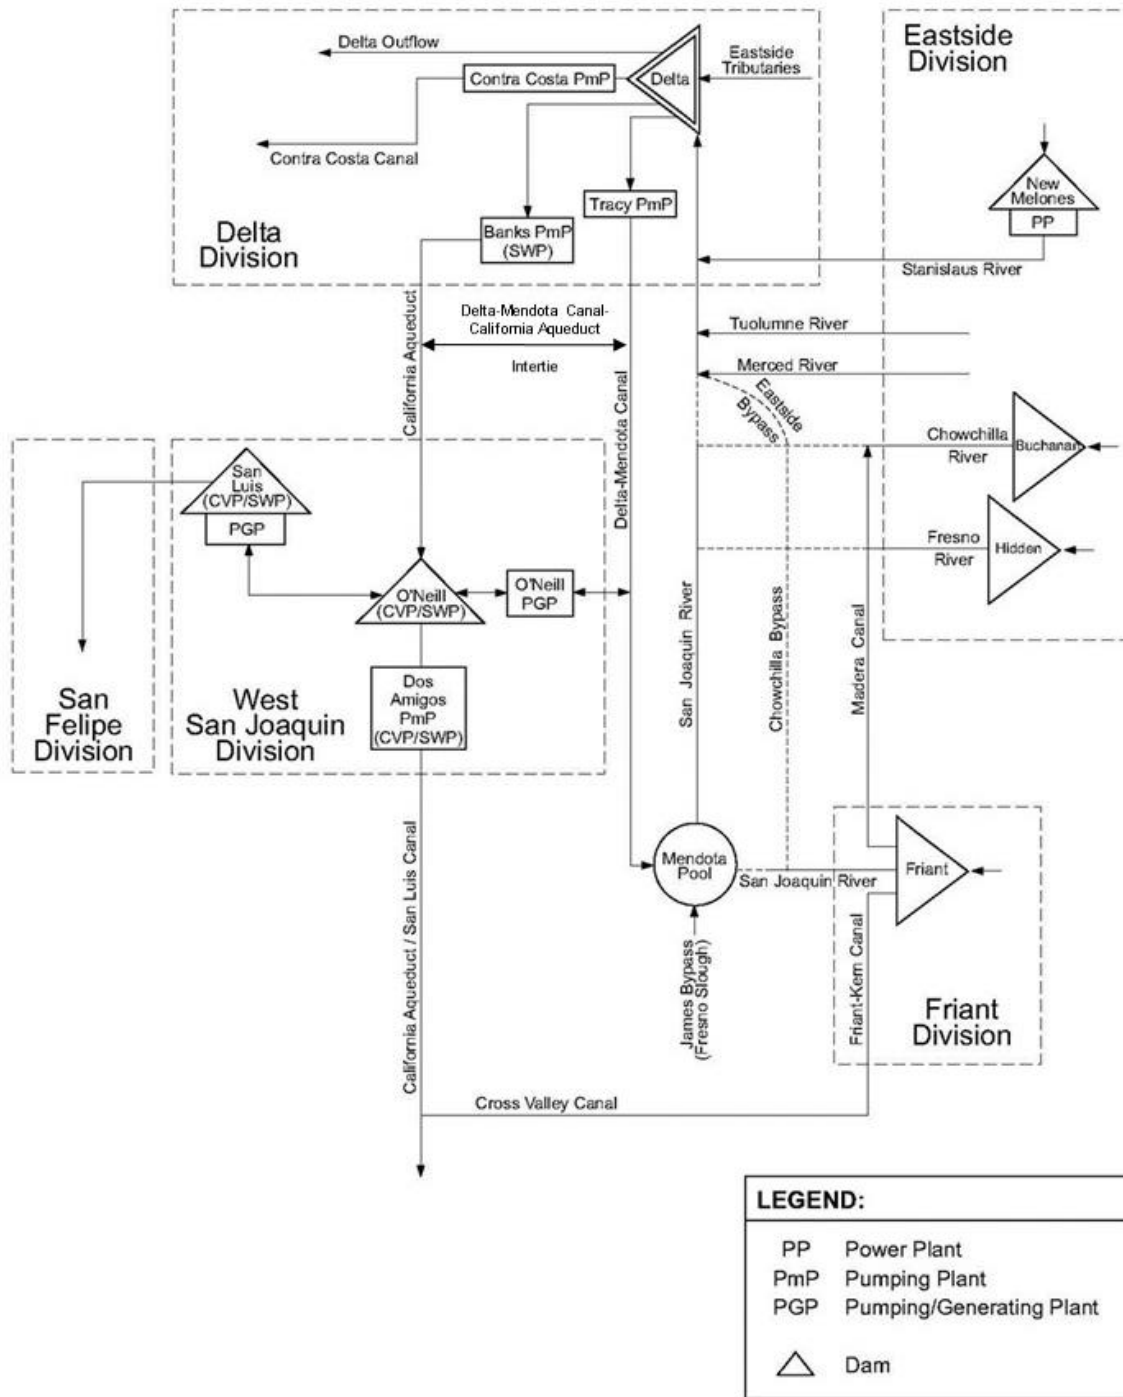 Delta Outflow
Contra Costa PmP
Delta
Eastside
Tributaries
Eastside
Division
Contra Costa Canal
Tracy PmP
New
Melones
PP
Delta
Division
Banks PmP
(SWP)
Stanislaus River
California Aqueduct
Delta-Mendota Canal-
California Aqueduct
Intertie
Tuolumne River
Merced River
Eastside
Bypass
Delta-Mendota Canal
Chowchilla
River
Buchanan
San
Luis
(CVP/SWP)
PGP
Fresno
River
Hidden
O'Neill
(CVP/SWP)
O'Neill
PGP
San Joaquin River
Chowchilla Bypass
Madera Canal
San
Felipe
Division
West
San Joaquin
Division
Dos
Amigos
PmP
(CVP/SWP)
Mendota
Pool
San Joaquin River
Friant
California Aqueduct / San Luis Canal
James Bypass
(Fresno Slough)
Friant-Kern Canal
Friant
Division
Cross Valley Canal
LEGEND:
PP Power Plant
PmP Pumping Plant
PGP Pumping/Generating Plant
Dam